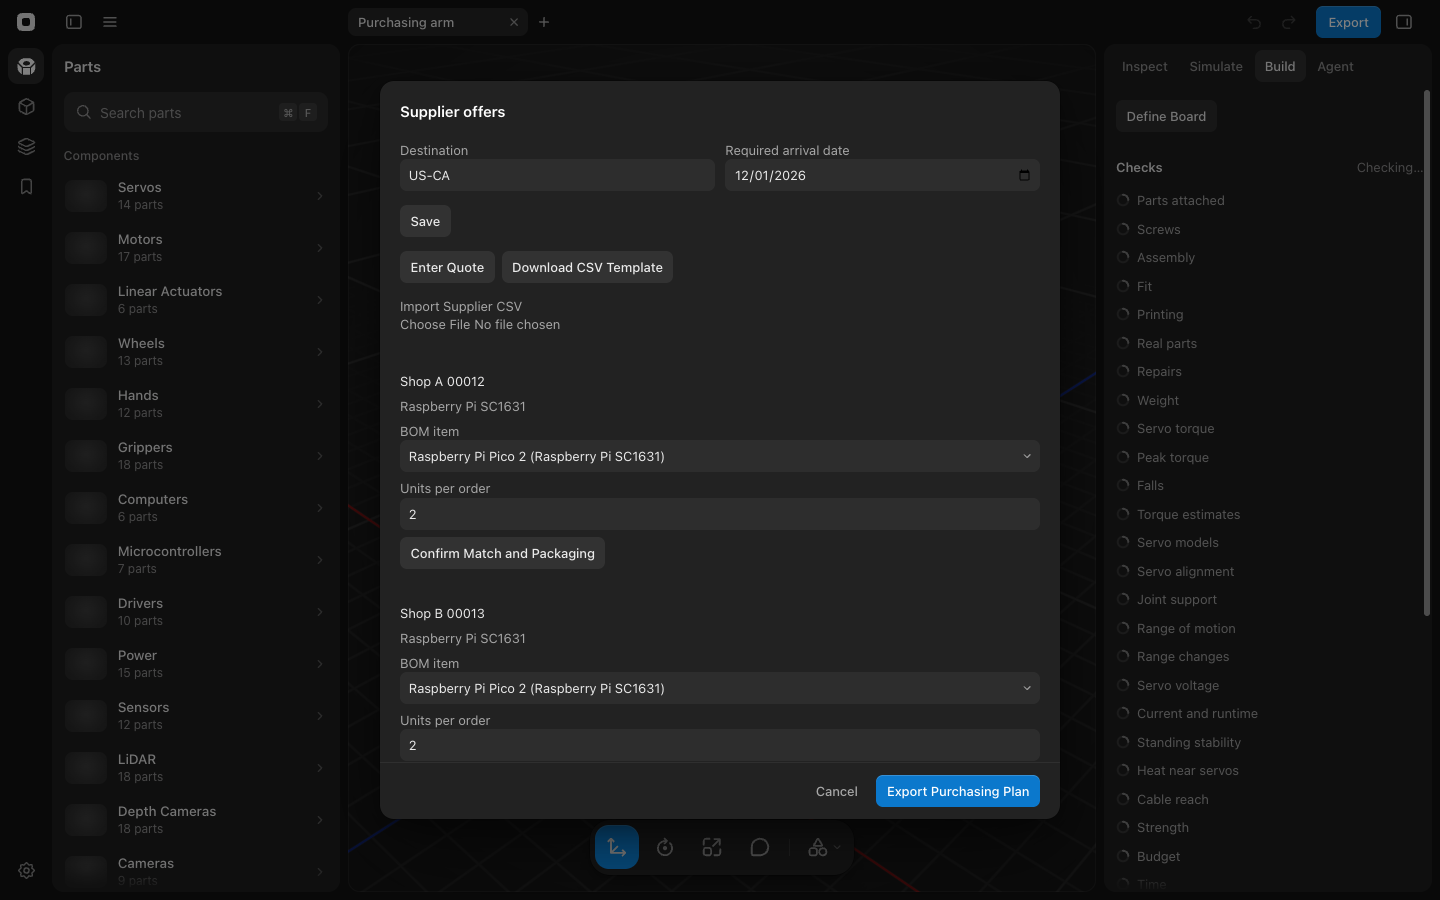 Purchasing arm
Export
Parts
Search parts
⌘ F
Components
Servos
14 parts
Motors
17 parts
Linear Actuators
6 parts
Wheels
13 parts
Hands
12 parts
Grippers
18 parts
Computers
6 parts
Microcontrollers
7 parts
Drivers
10 parts
Power
15 parts
Sensors
12 parts
LiDAR
18 parts
Depth Cameras
18 parts
Cameras
9 parts
Supplier offers
Destination
US-CA
Required arrival date
12/01/2026
Save
Enter Quote
Download CSV Template
Import Supplier CSV
Choose File No file chosen
Shop A 00012
Raspberry Pi SC1631
BOM item
Raspberry Pi Pico 2 (Raspberry Pi SC1631)
Units per order
2
Confirm Match and Packaging
Shop B 00013
Raspberry Pi SC1631
BOM item
Raspberry Pi Pico 2 (Raspberry Pi SC1631)
Units per order
2
Cancel
Export Purchasing Plan
Inspect
Simulate
Build
Agent
Define Board
Checks
Checking...
Parts attached
Screws
Assembly
Fit
Printing
Real parts
Repairs
Weight
Servo torque
Peak torque
Falls
Torque estimates
Servo models
Servo alignment
Joint support
Range of motion
Range changes
Servo voltage
Current and runtime
Standing stability
Heat near servos
Cable reach
Strength
Budget
Time